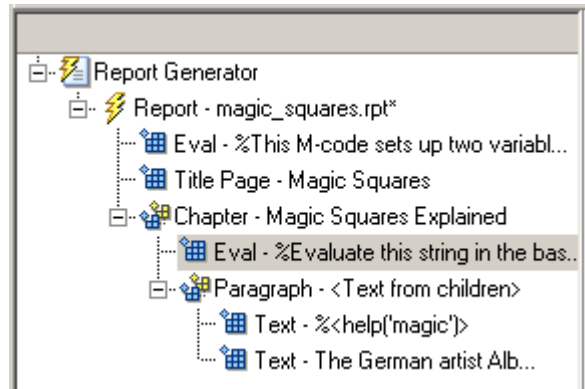 Report Generator
Report - magic_squares.rpt*
Eval - %This M-code sets up two variabl...
Title Page - Magic Squares
Chapter - Magic Squares Explained
Eval - %Evaluate this string in the bas..
Paragraph - <Text from children>
Text - %<help('magic')>
Text - The German artist Alb...